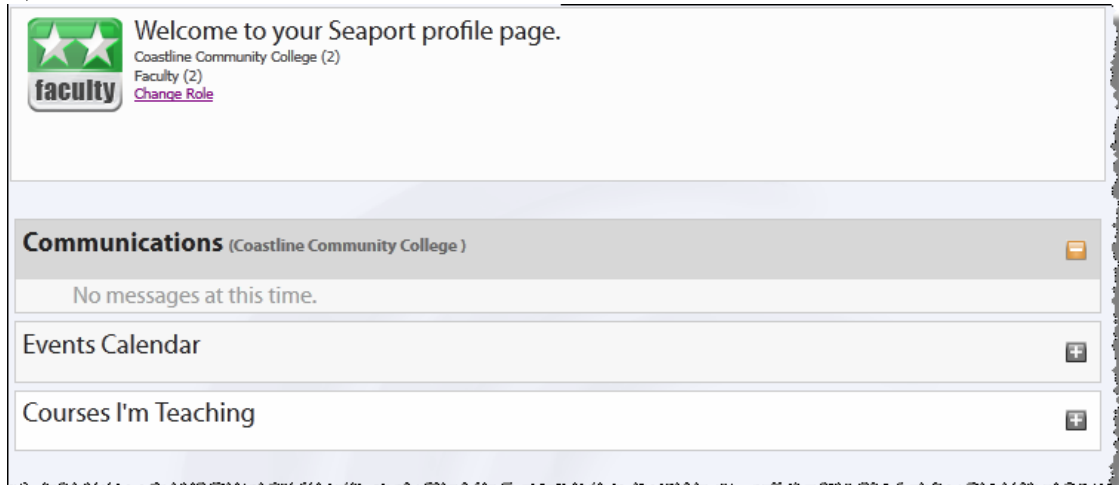 Welcome to your Seaport profile page.
Coastline Community College (2)
Faculty (2)
faculty
Change Role
Communications (Coastline Community College )
No messages at this time.
Events Calendar
Courses I'm Teaching